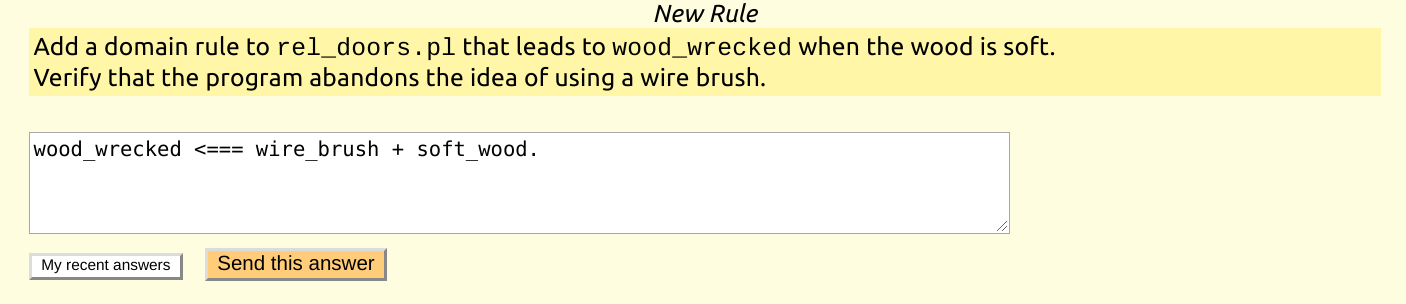 New Rule
Add a domain rule to rel_doors.pl that leads to wood_wrecked when the wood is soft.
Verify that the program abandons the idea of using a wire brush.
wood_wrecked <=== wire_brush + soft_wood.
My recent answers Send this answer